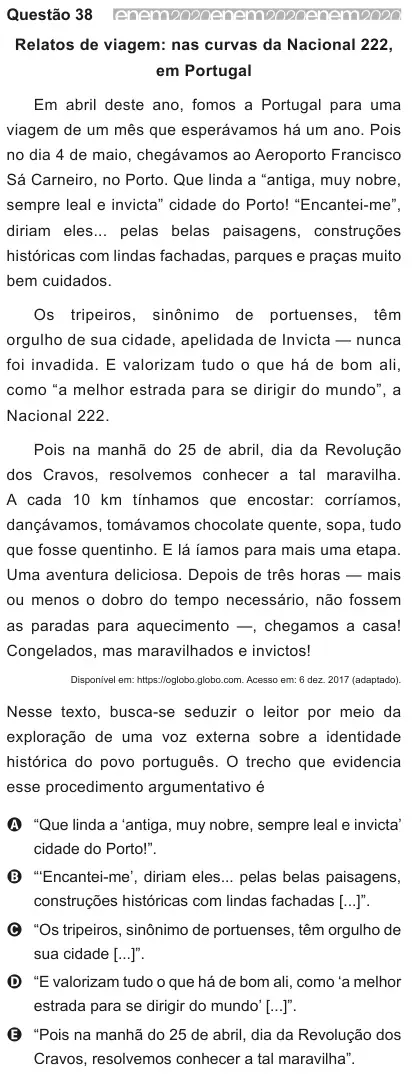 Questão 38 enem2020enem2020enem2020
Relatos de viagem: nas curvas da Nacional 222,
em Portugal
Em abril deste ano, fomos a Portugal para uma
viagem de um mês que esperávamos há um ano. Pois
no dia 4 de maio, chegávamos ao Aeroporto Francisco
Sá Carneiro, no Porto. Que linda a “antiga, muy nobre,
sempre leal e invicta” cidade do Porto! “Encantei-me”,
diriam eles... pelas belas paisagens, construções
históricas com lindas fachadas, parques e praças muito
bem cuidados.
Os tripeiros, sinônimo de portuenses, têm
orgulho de sua cidade, apelidada de Invicta — nunca
foi invadida. E valorizam tudo o que há de bom ali,
como “a melhor estrada para se dirigir do mundo”, a
Nacional 222.
Pois na manhã do 25 de abril, dia da Revolução
dos Cravos, resolvemos conhecer a tal maravilha.
A cada 10 km tínhamos que encostar: corríamos,
dançávamos, tomávamos chocolate quente, sopa, tudo
que fosse quentinho. E lá íamos para mais uma etapa.
Uma aventura deliciosa. Depois de três horas — mais
ou menos o dobro do tempo necessário, não fossem
as paradas para aquecimento —, chegamos a casa!
Congelados, mas maravilhados e invictos!
Disponível em: https://oglobo.globo.com. Acesso em: 6 dez. 2017 (adaptado).
Nesse texto, busca-se seduzir o leitor por meio da
exploração de uma voz externa sobre a identidade
histórica do povo português. O trecho que evidencia
esse procedimento argumentativo é
A “Que linda a ‘antiga, muy nobre, sempre leal e invicta’
cidade do Porto!”.
B “‘Encantei-me’, diriam eles... pelas belas paisagens,
construções históricas com lindas fachadas [...]”.
C “Os tripeiros, sinônimo de portuenses, têm orgulho de
sua cidade [...]”.
D “E valorizam tudo o que há de bom ali, como ‘a melhor
estrada para se dirigir do mundo’ [...]”.
E “Pois na manhã do 25 de abril, dia da Revolução dos
Cravos, resolvemos conhecer a tal maravilha”.